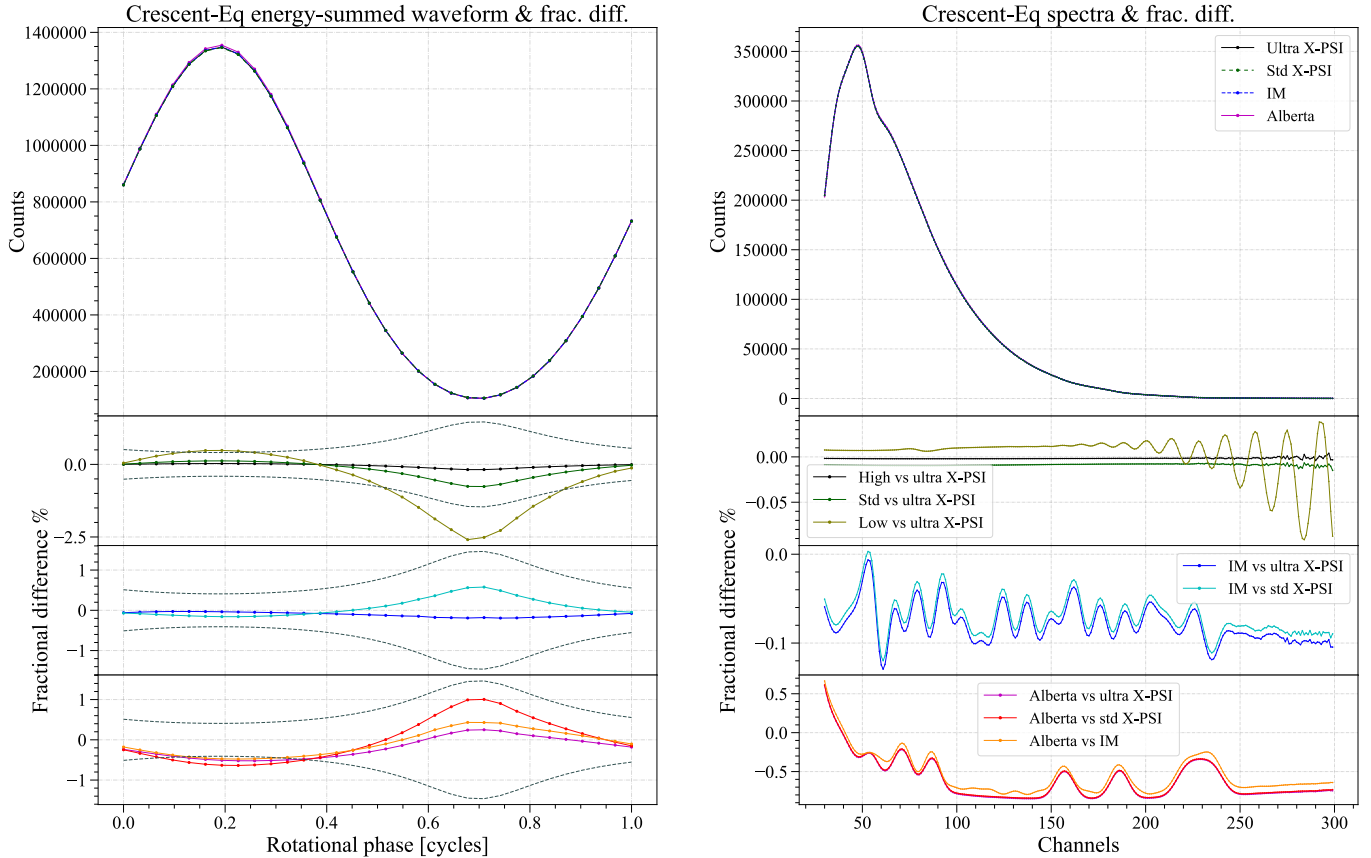 Crescent-Eq energy-summed waveform & frac. diff.
Counts
1400000
1200000
1000000
800000
600000
400000
200000
Fractional difference %
0.0
−2.5
1
0
−1
1
0
−1
0.0
0.2
0.4
0.6
0.8
1.0
Rotational phase [cycles]
Crescent-Eq spectra & frac. diff.
Counts
350000
300000
250000
200000
150000
100000
50000
0
Ultra X-PSI
Std X-PSI
IM
Alberta
Fractional difference %
0.00
−0.05
High vs ultra X-PSI
Std vs ultra X-PSI
Low vs ultra X-PSI
0.0
−0.1
IM vs ultra X-PSI
IM vs std X-PSI
0.5
0.0
−0.5
Alberta vs ultra X-PSI
Alberta vs std X-PSI
Alberta vs IM
50
100
150
200
250
300
Channels